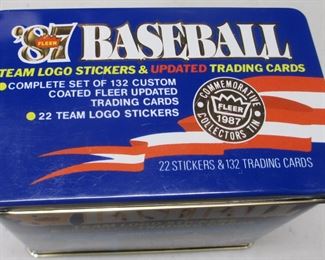 '87 BASEBALL
FLEER
TEAM LOGO STICKERS & UPDATED TRADING CARDS
•COMPLETE SET OF 132 CUSTOM
COATED FLEER UPDATED
TRADING CARDS
•22 TEAM LOGO STICKERS
COMMEMORATIVE
FLEER
1987
COLLECTORS TIN
22 STICKERS & 132 TRADING CARDS
BASEBALL